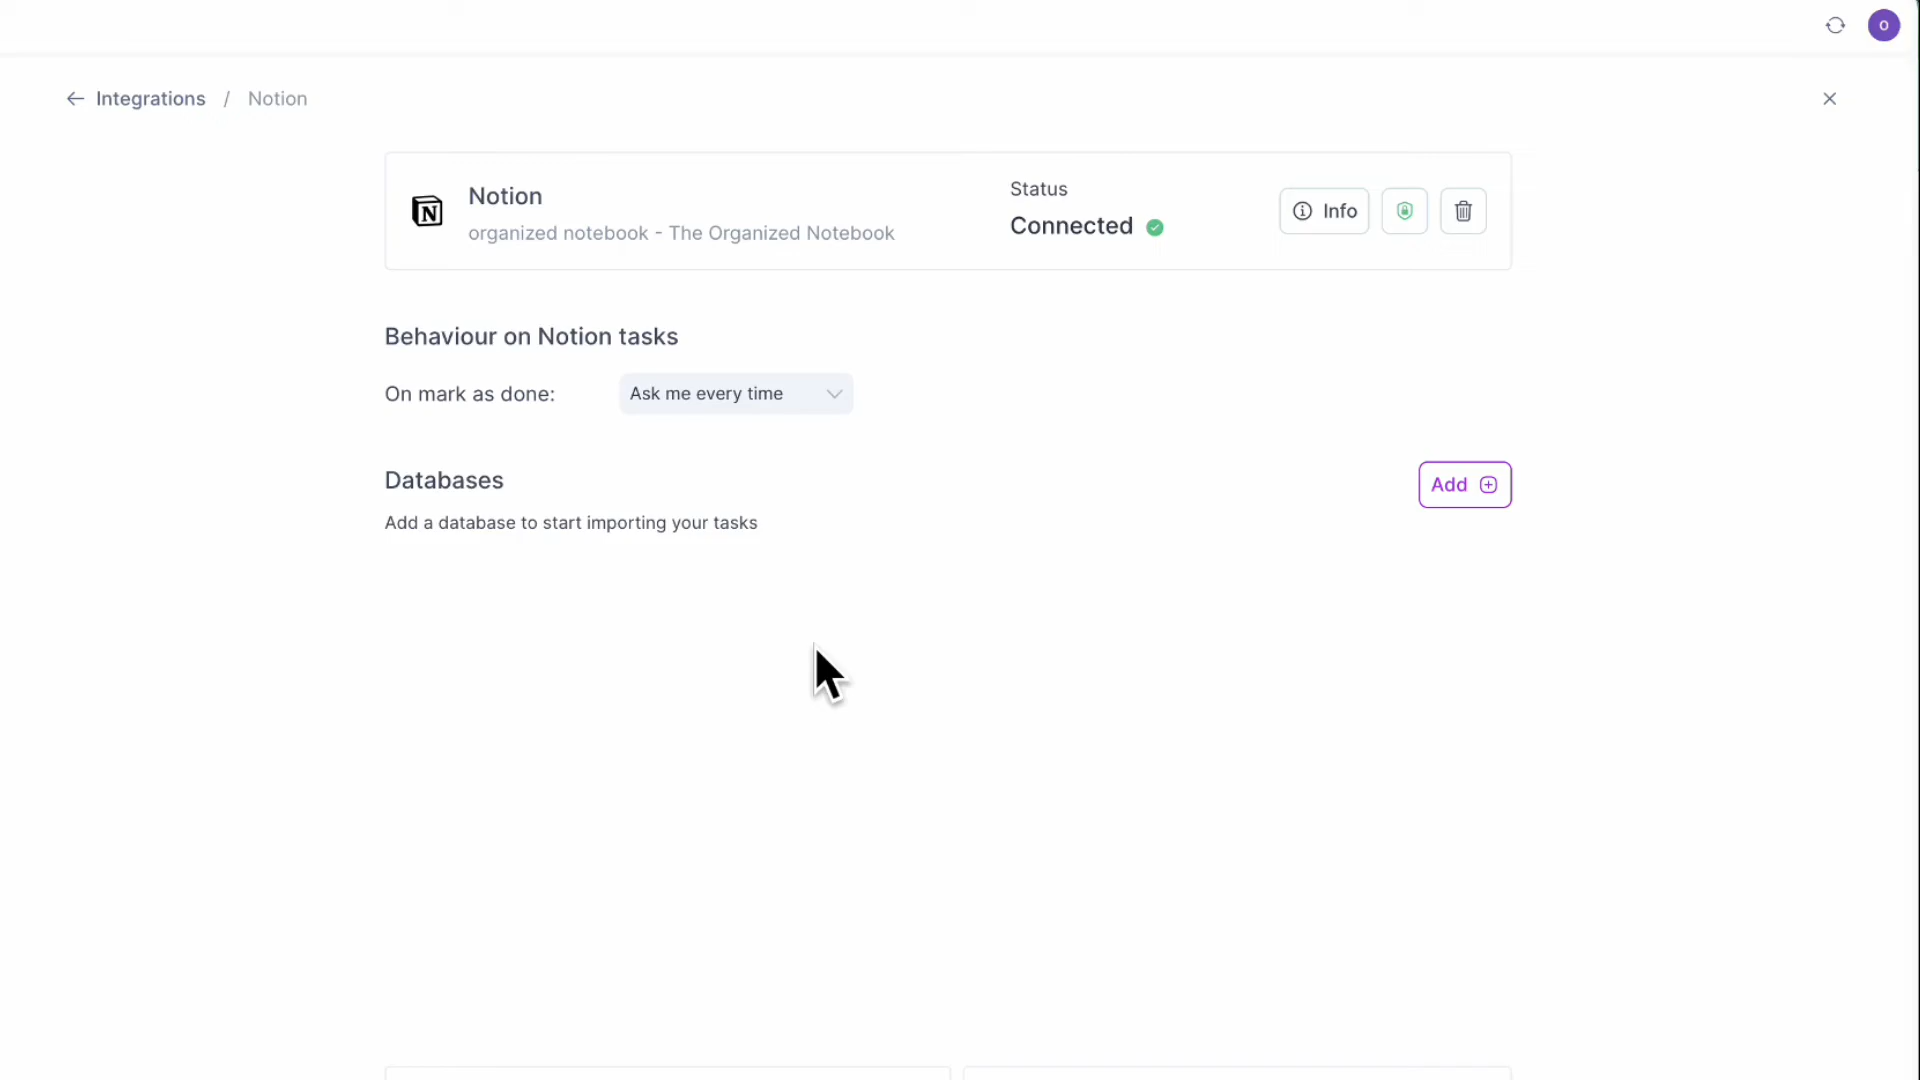 O
Integrations / Notion
Notion
organized notebook - The Organized Notebook
Status
Connected
Info
Behaviour on Notion tasks
On mark as done:
Ask me every time
Databases
Add
Add a database to start importing your tasks